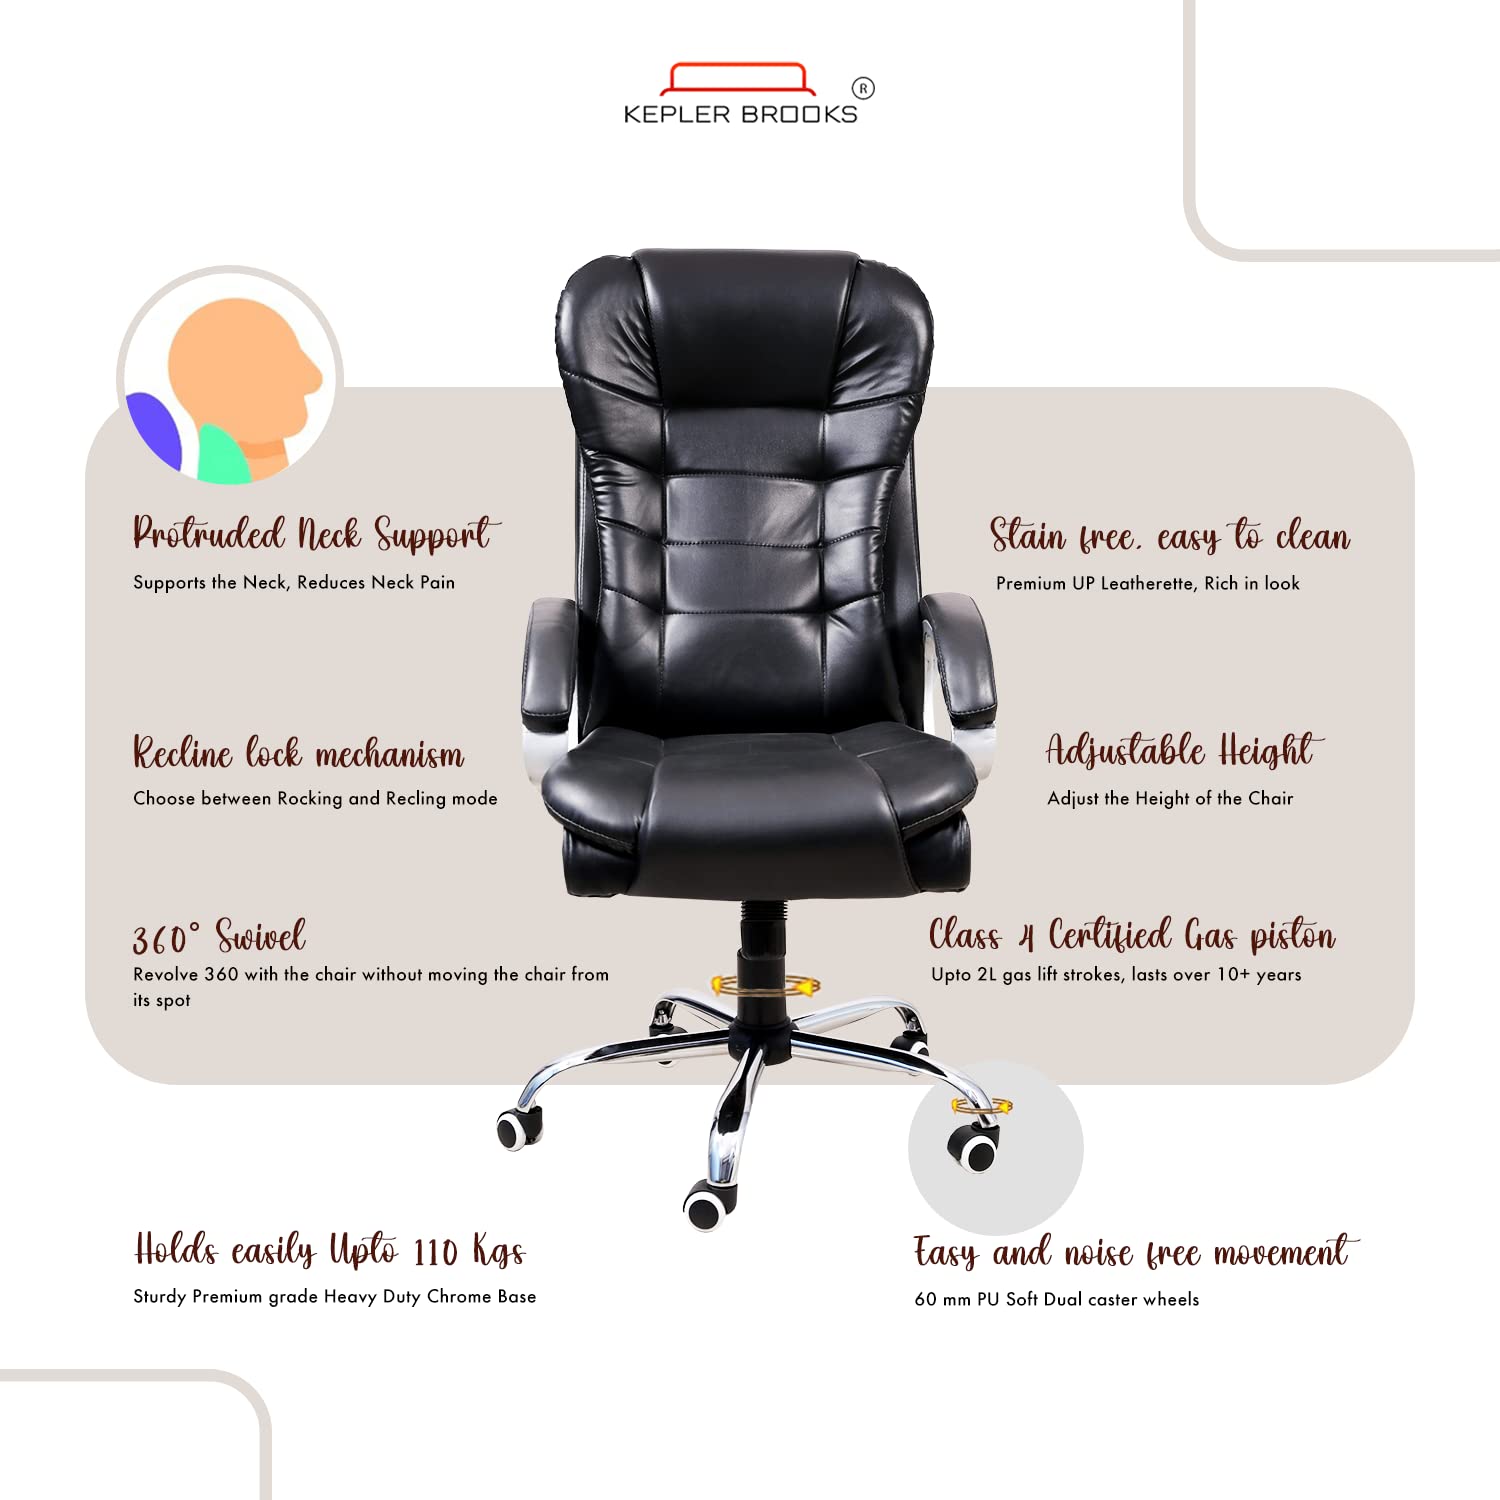 KEPLER BROOKS ®
Protruded Neck Support
Supports the Neck, Reduces Neck Pain
Stain free, easy to clean
Premium UP Leatherette, Rich in look
Recline lock mechanism
Choose between Rocking and Recling mode
Adjustable Height
Adjust the Height of the Chair
360° Swivel
Revolve 360 with the chair without moving the chair from
its spot
Class 4 Certified Gas piston
Upto 2L gas lift strokes, lasts over 10+ years
Holds easily Upto 110 Kgs
Sturdy Premium grade Heavy Duty Chrome Base
Easy and noise free movement
60 mm PU Soft Dual caster wheels